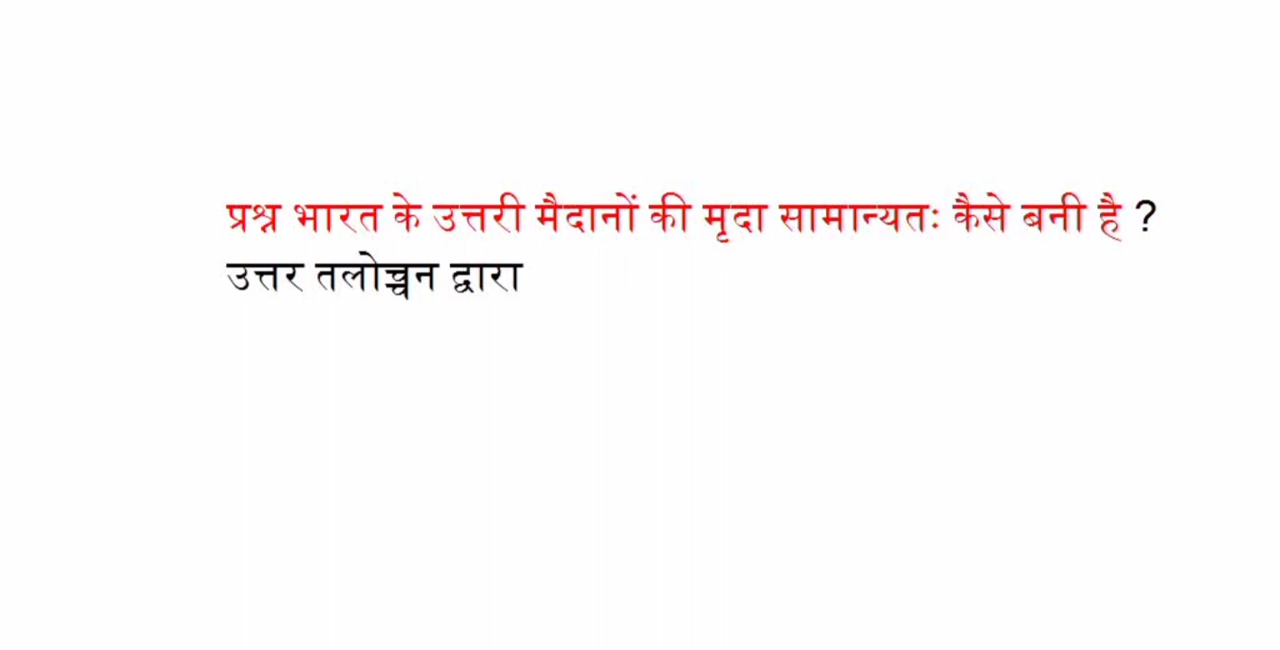 प्रश्न भारत के उत्तरी मैदानों की मृदा सामान्यतः कैसे बनी है ?
उत्तर तलोच्चन द्वारा